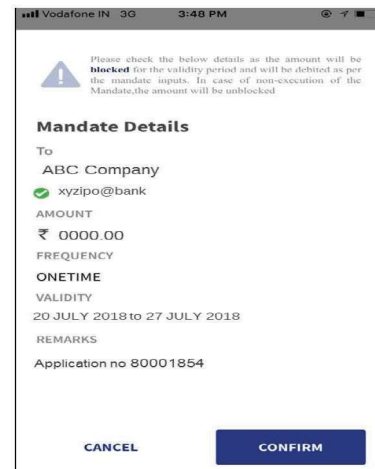 Vodafone IN 3G 3:48 PM
Please check the below details as the amount will be
blocked for the validity period and will be debited as per
the mandate inputs. In case of non-execution of the
Mandate,the amount will be unblocked
Mandate Details
To
ABC Company
xyzipo@bank
AMOUNT
₹ 0000.00
FREQUENCY
ONETIME
VALIDITY
20 JULY 2018 to 27 JULY 2018
REMARKS
Application no 80001854
CANCEL CONFIRM